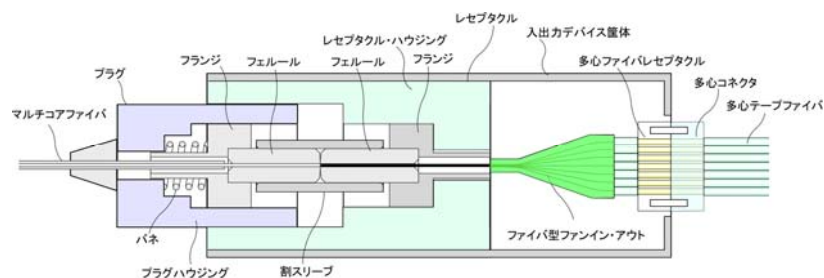 レセプタクル
入出力デバイス筐体
レセプタクル・ハウジング
多心ファイバレセプタクル
フランジ
フェルール
フェルール
フランジ
多心コネクタ
プラグ
多心テープファイバ
マルチコアファイバ
バネ
ファイバ型ファンイン・アウト
プラグハウジング
割スリーブ